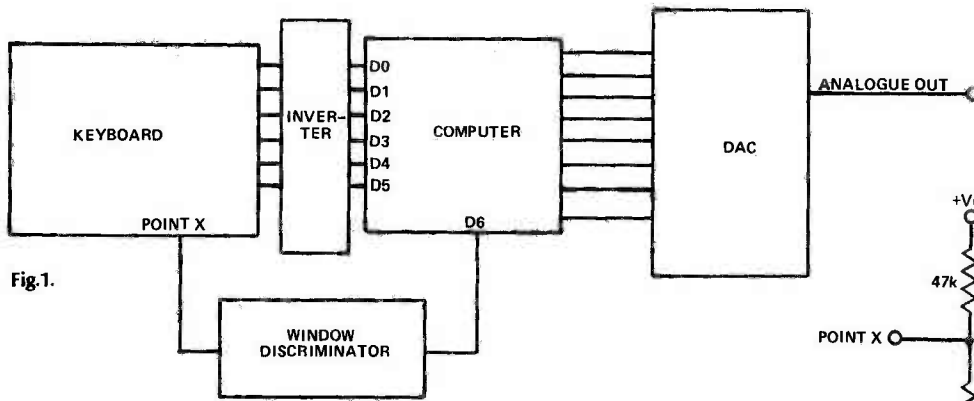 KEYBOARD
POINT X
INVER-
TER
D0
D1
D2
D3
D4
D5
COMPUTER
D6
DAC
ANALOGUE OUT
Fig.1.
WINDOW
DISCRIMINATOR
47k
POINT X